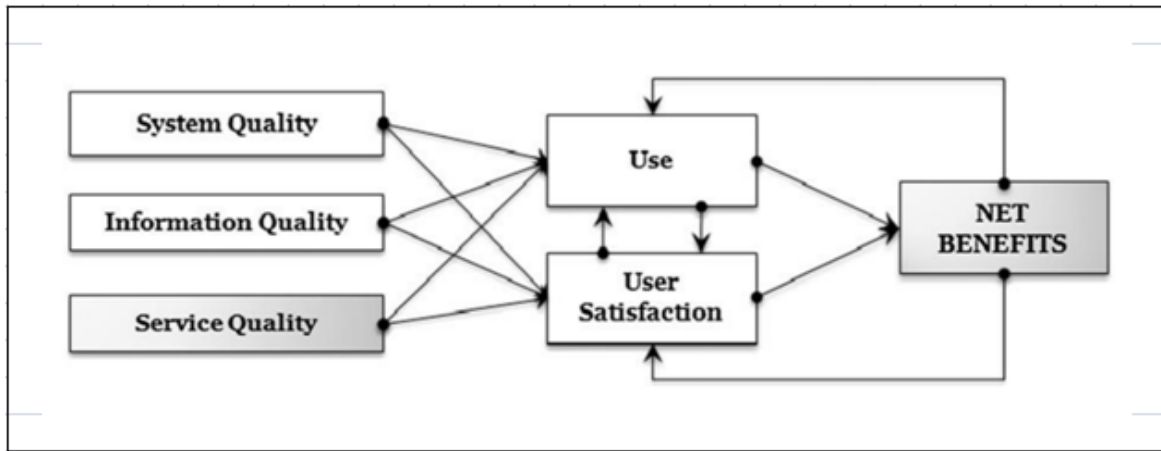 System Quality
Information Quality
Service Quality
Use
User
Satisfaction
NET
BENEFITS